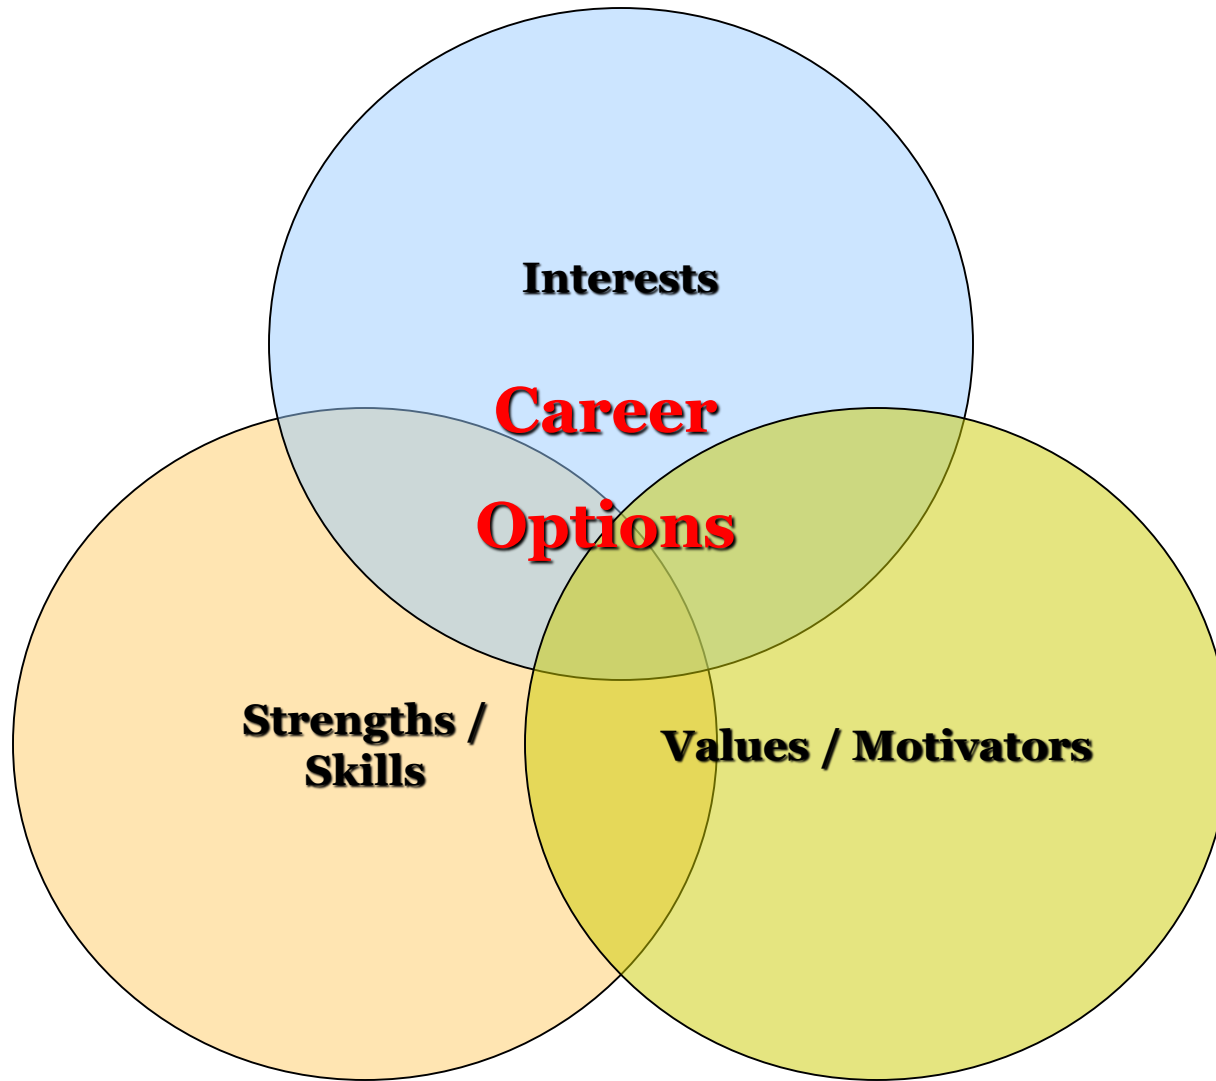 Interests
Career
Options
Strengths /
Skills
Values / Motivators